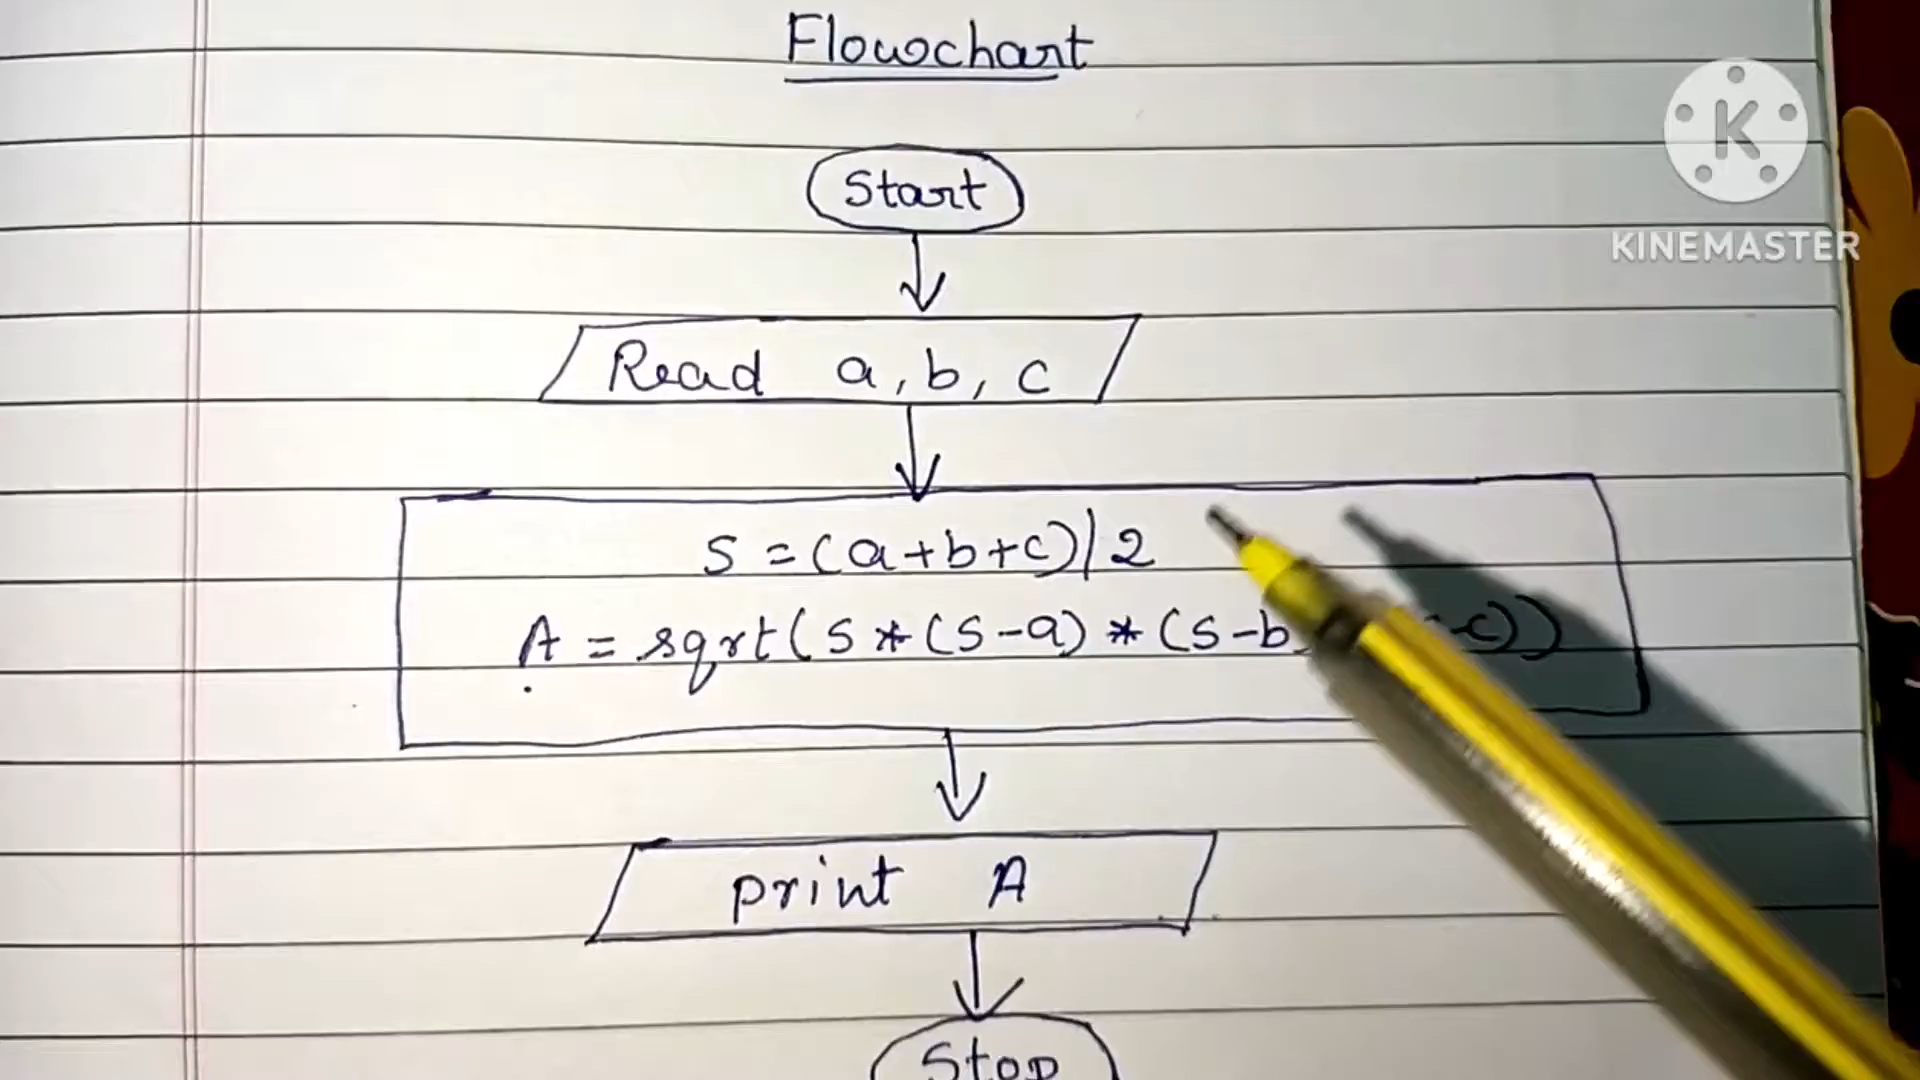 Flowchart
K
KINEMASTER
Start
Read a, b, c
S = (a+b+c)/2
A = sqrt(S*(S-a)*(S-b -c))
print A
Stop